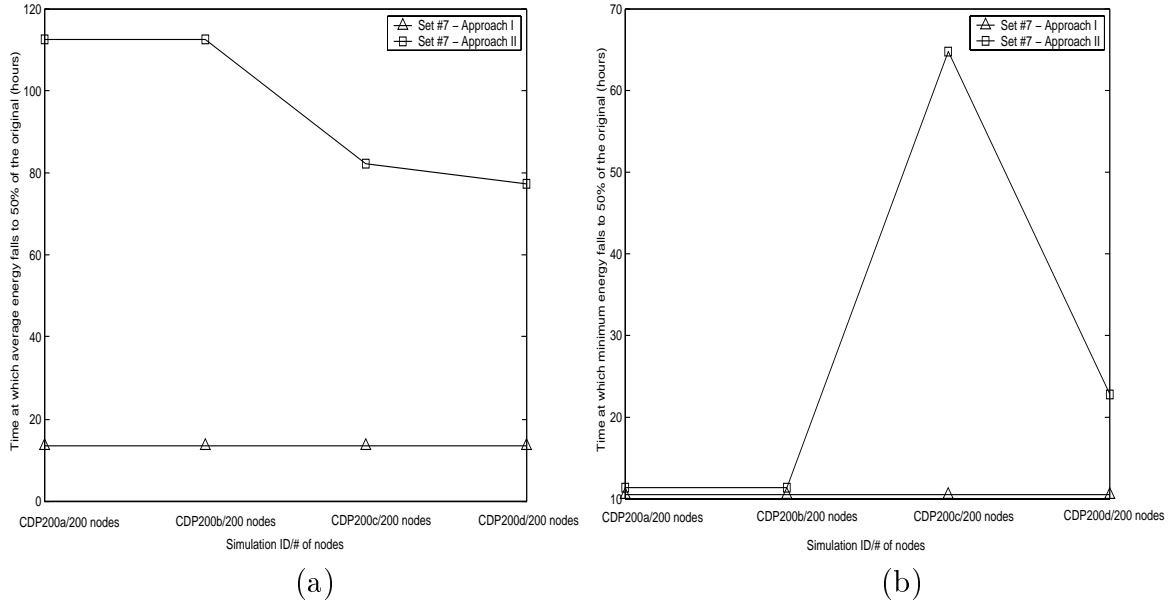 Time at which average energy falls to 50% of the original (hours)
120
100
80
60
40
20
0
Set #7 – Approach I
Set #7 – Approach II
CDP200a/200 nodes
CDP200b/200 nodes
CDP200c/200 nodes
CDP200d/200 nodes
Simulation ID/# of nodes
(a)
Time at which minimum energy falls to 50% of the original (hours)
70
60
50
40
30
20
10
Set #7 – Approach I
Set #7 – Approach II
CDP200a/200 nodes
CDP200b/200 nodes
CDP200c/200 nodes
CDP200d/200 nodes
Simulation ID/# of nodes
(b)